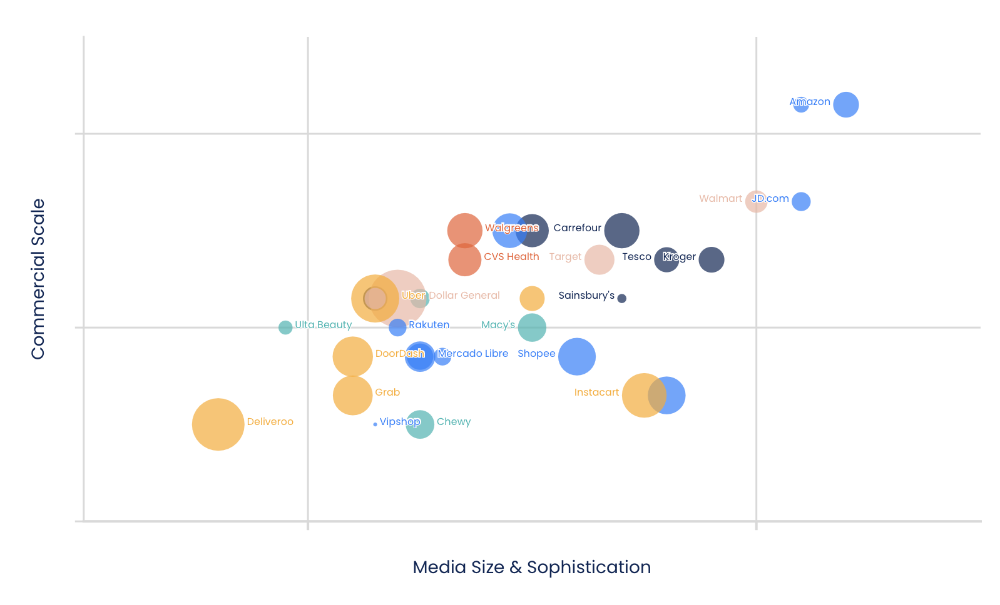 Amazon
Walmart
JD.com
Walgreens
Carrefour
CVS Health
Target
Tesco
Kroger
Uber
Dollar General
Sainsbury's
Ulta Beauty
Rakuten
Macy's
DoorDash
Mercado Libre
Shopee
Grab
Instacart
Deliveroo
Vipshop
Chewy
Commercial Scale
Media Size & Sophistication